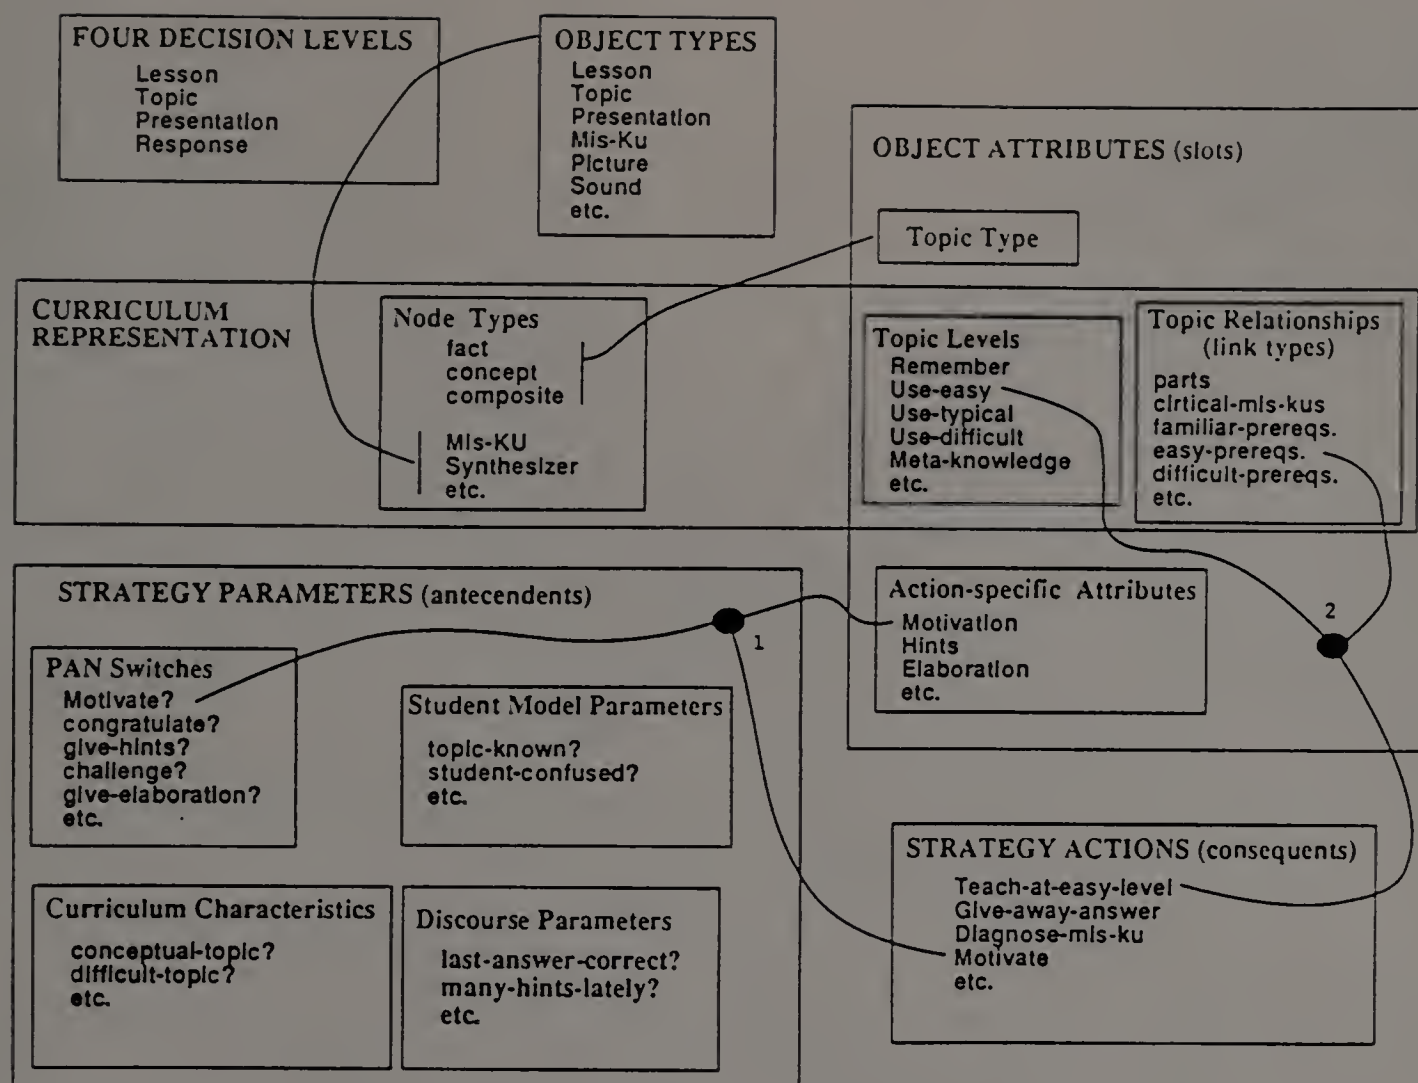 FOUR DECISION LEVELS
Lesson
Topic
Presentation
Response
OBJECT TYPES
Lesson
Topic
Presentation
Mis-Ku
Picture
Sound
etc.
OBJECT ATTRIBUTES (slots)
Topic Type
CURRICULUM
REPRESENTATION
Node Types
fact
concept
composite
Mis-KU
Synthesizer
etc.
Topic Levels
Remember
Use-easy
Use-typical
Use-difficult
Meta-knowledge
etc.
Topic Relationships
(link types)
parts
cirtical-mis-kus
familiar-prereqs.
easy-prereqs.
difficult-prereqs.
etc.
STRATEGY PARAMETERS (antecendents)
1
PAN Switches
Motivate?
congratulate?
give-hints?
challenge?
give-elaboration?
etc.
Student Model Parameters
topic-known?
student-confused?
etc.
Action-specific Attributes
Motivation
Hints
Elaboration
etc.
2
Curriculum Characteristics
conceptual-topic?
difficult-topic?
etc.
Discourse Parameters
last-answer-correct?
many-hints-lately?
etc.
STRATEGY ACTIONS (consequents)
Teach-at-easy-level
Give-away-answer
Diagnose-mis-ku
Motivate
etc.